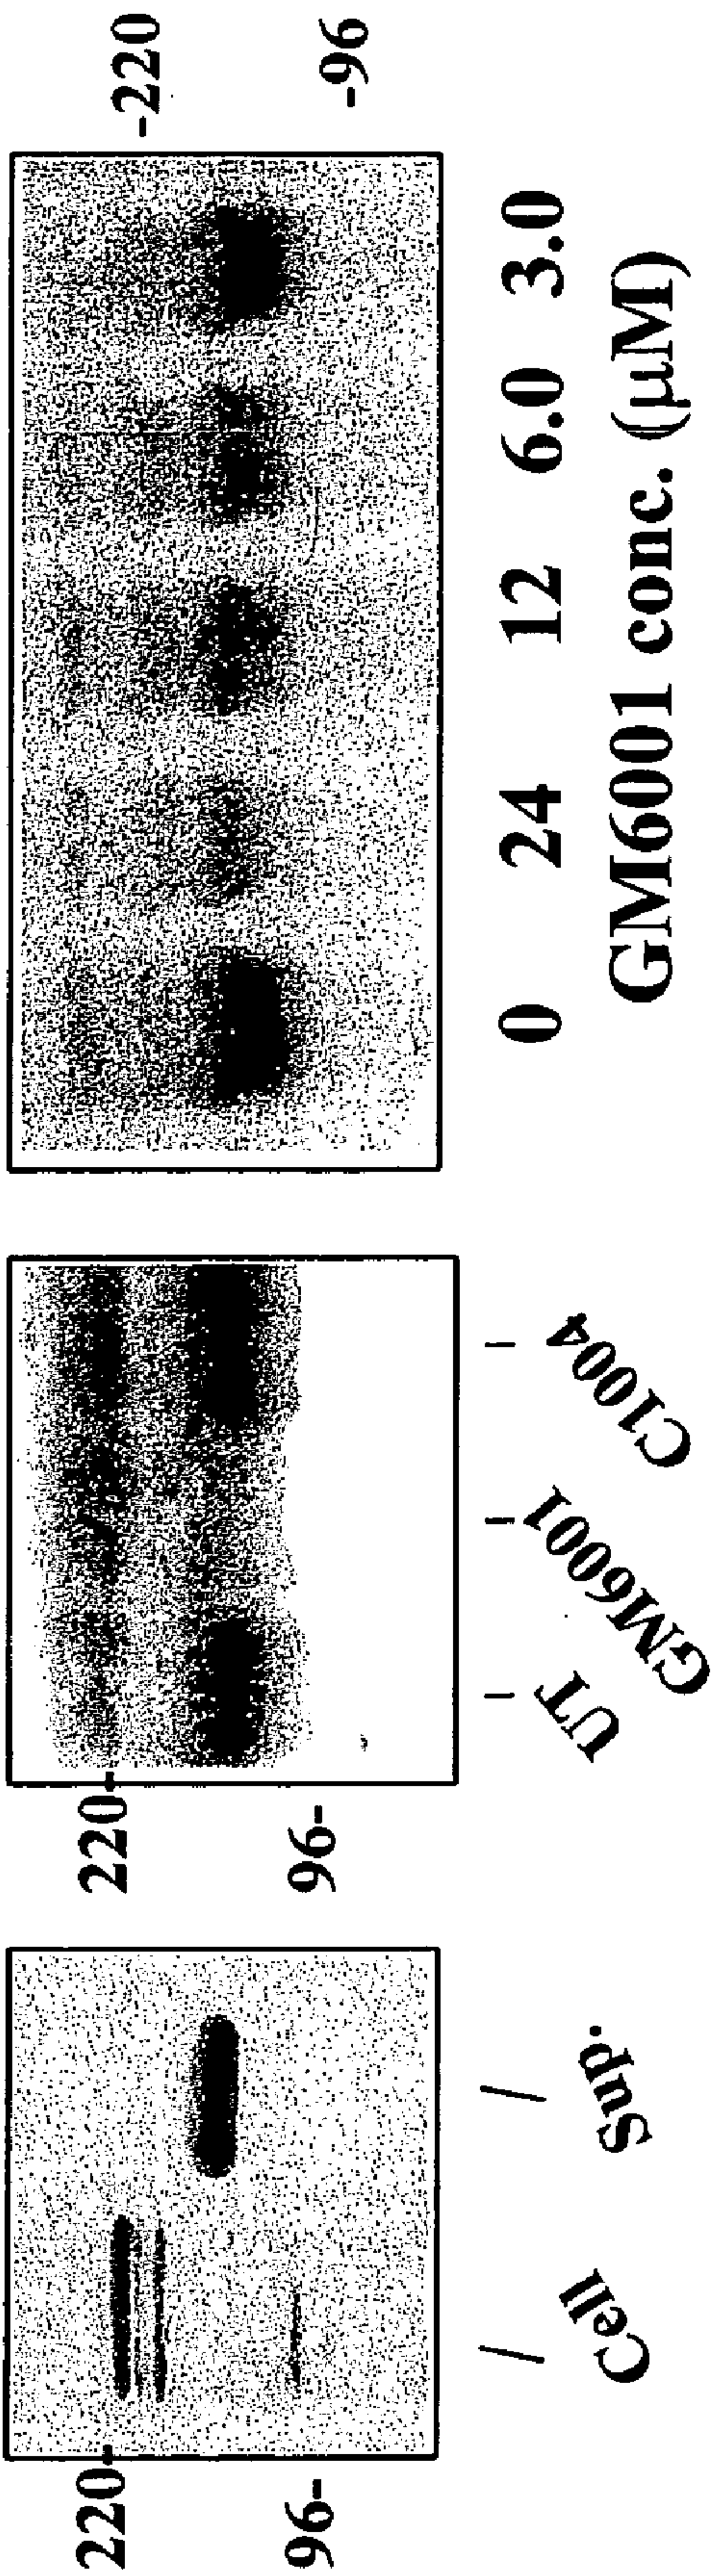 220-
96-
Cell Sup.
220-
96-
UT GM6001 C1004
-220
-96
0 24 12 6.0 3.0
GM6001 conc. (μM)